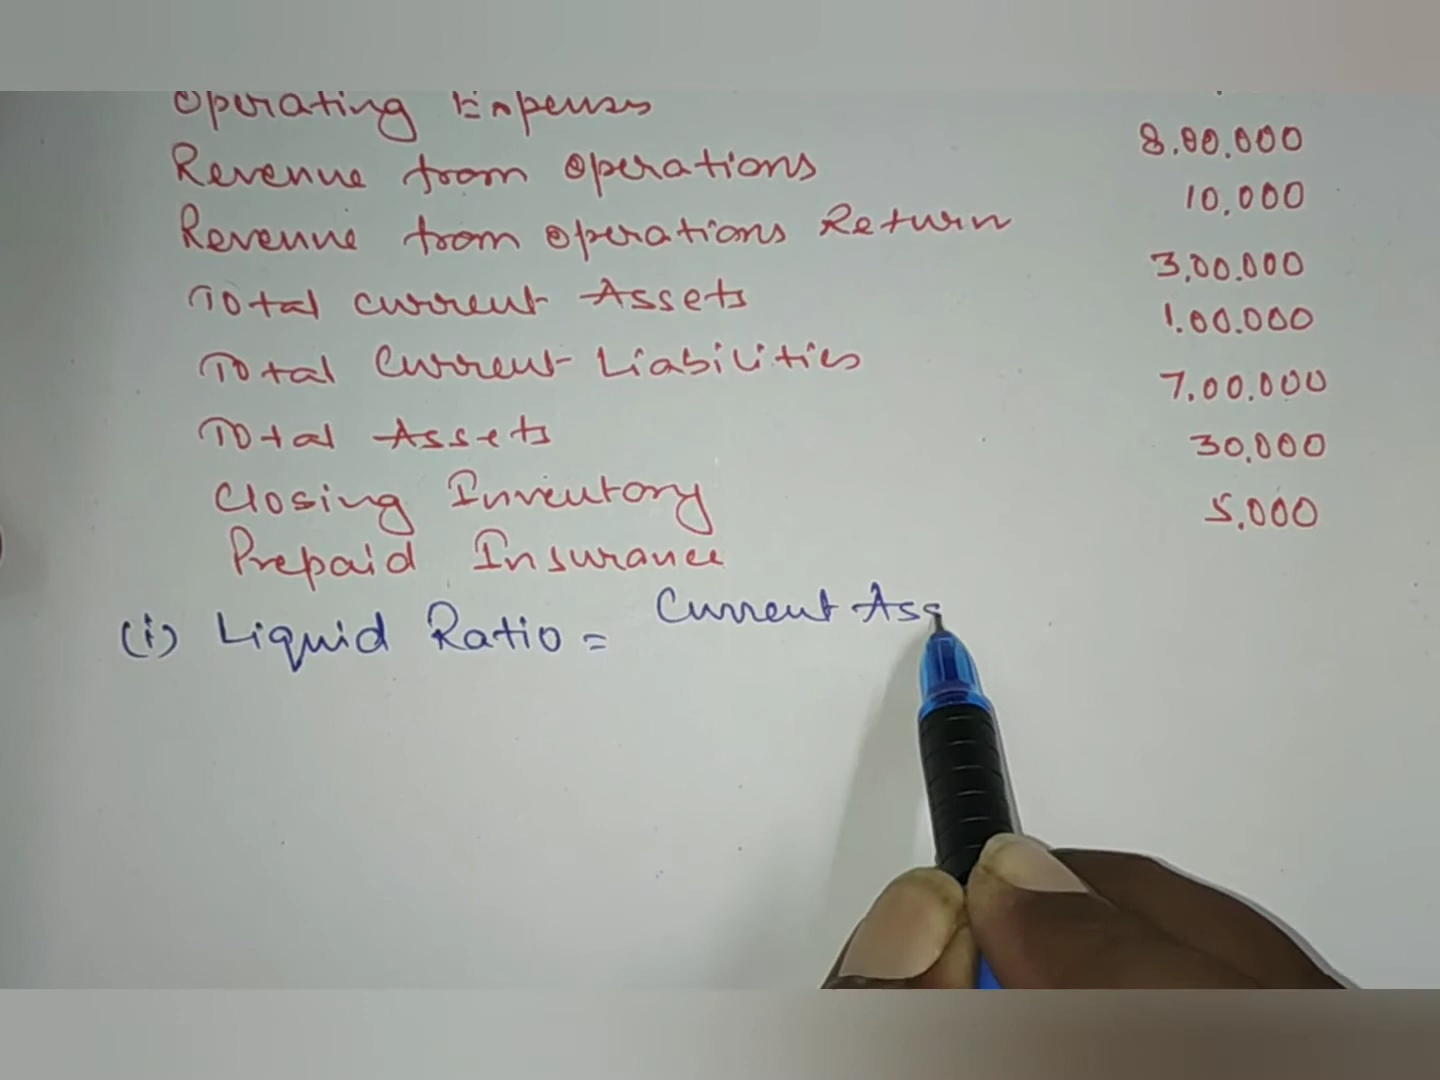 Operating Expenses
Revenue from operations 8,00,000
Revenue from operations Return 10,000
Total current Assets 3,00,000
Total Current Liabilities 1,00,000
Total Assets 7,00,000
Closing Inventory 30,000
Prepaid Insurance 5,000
(i) Liquid Ratio = Current Ass